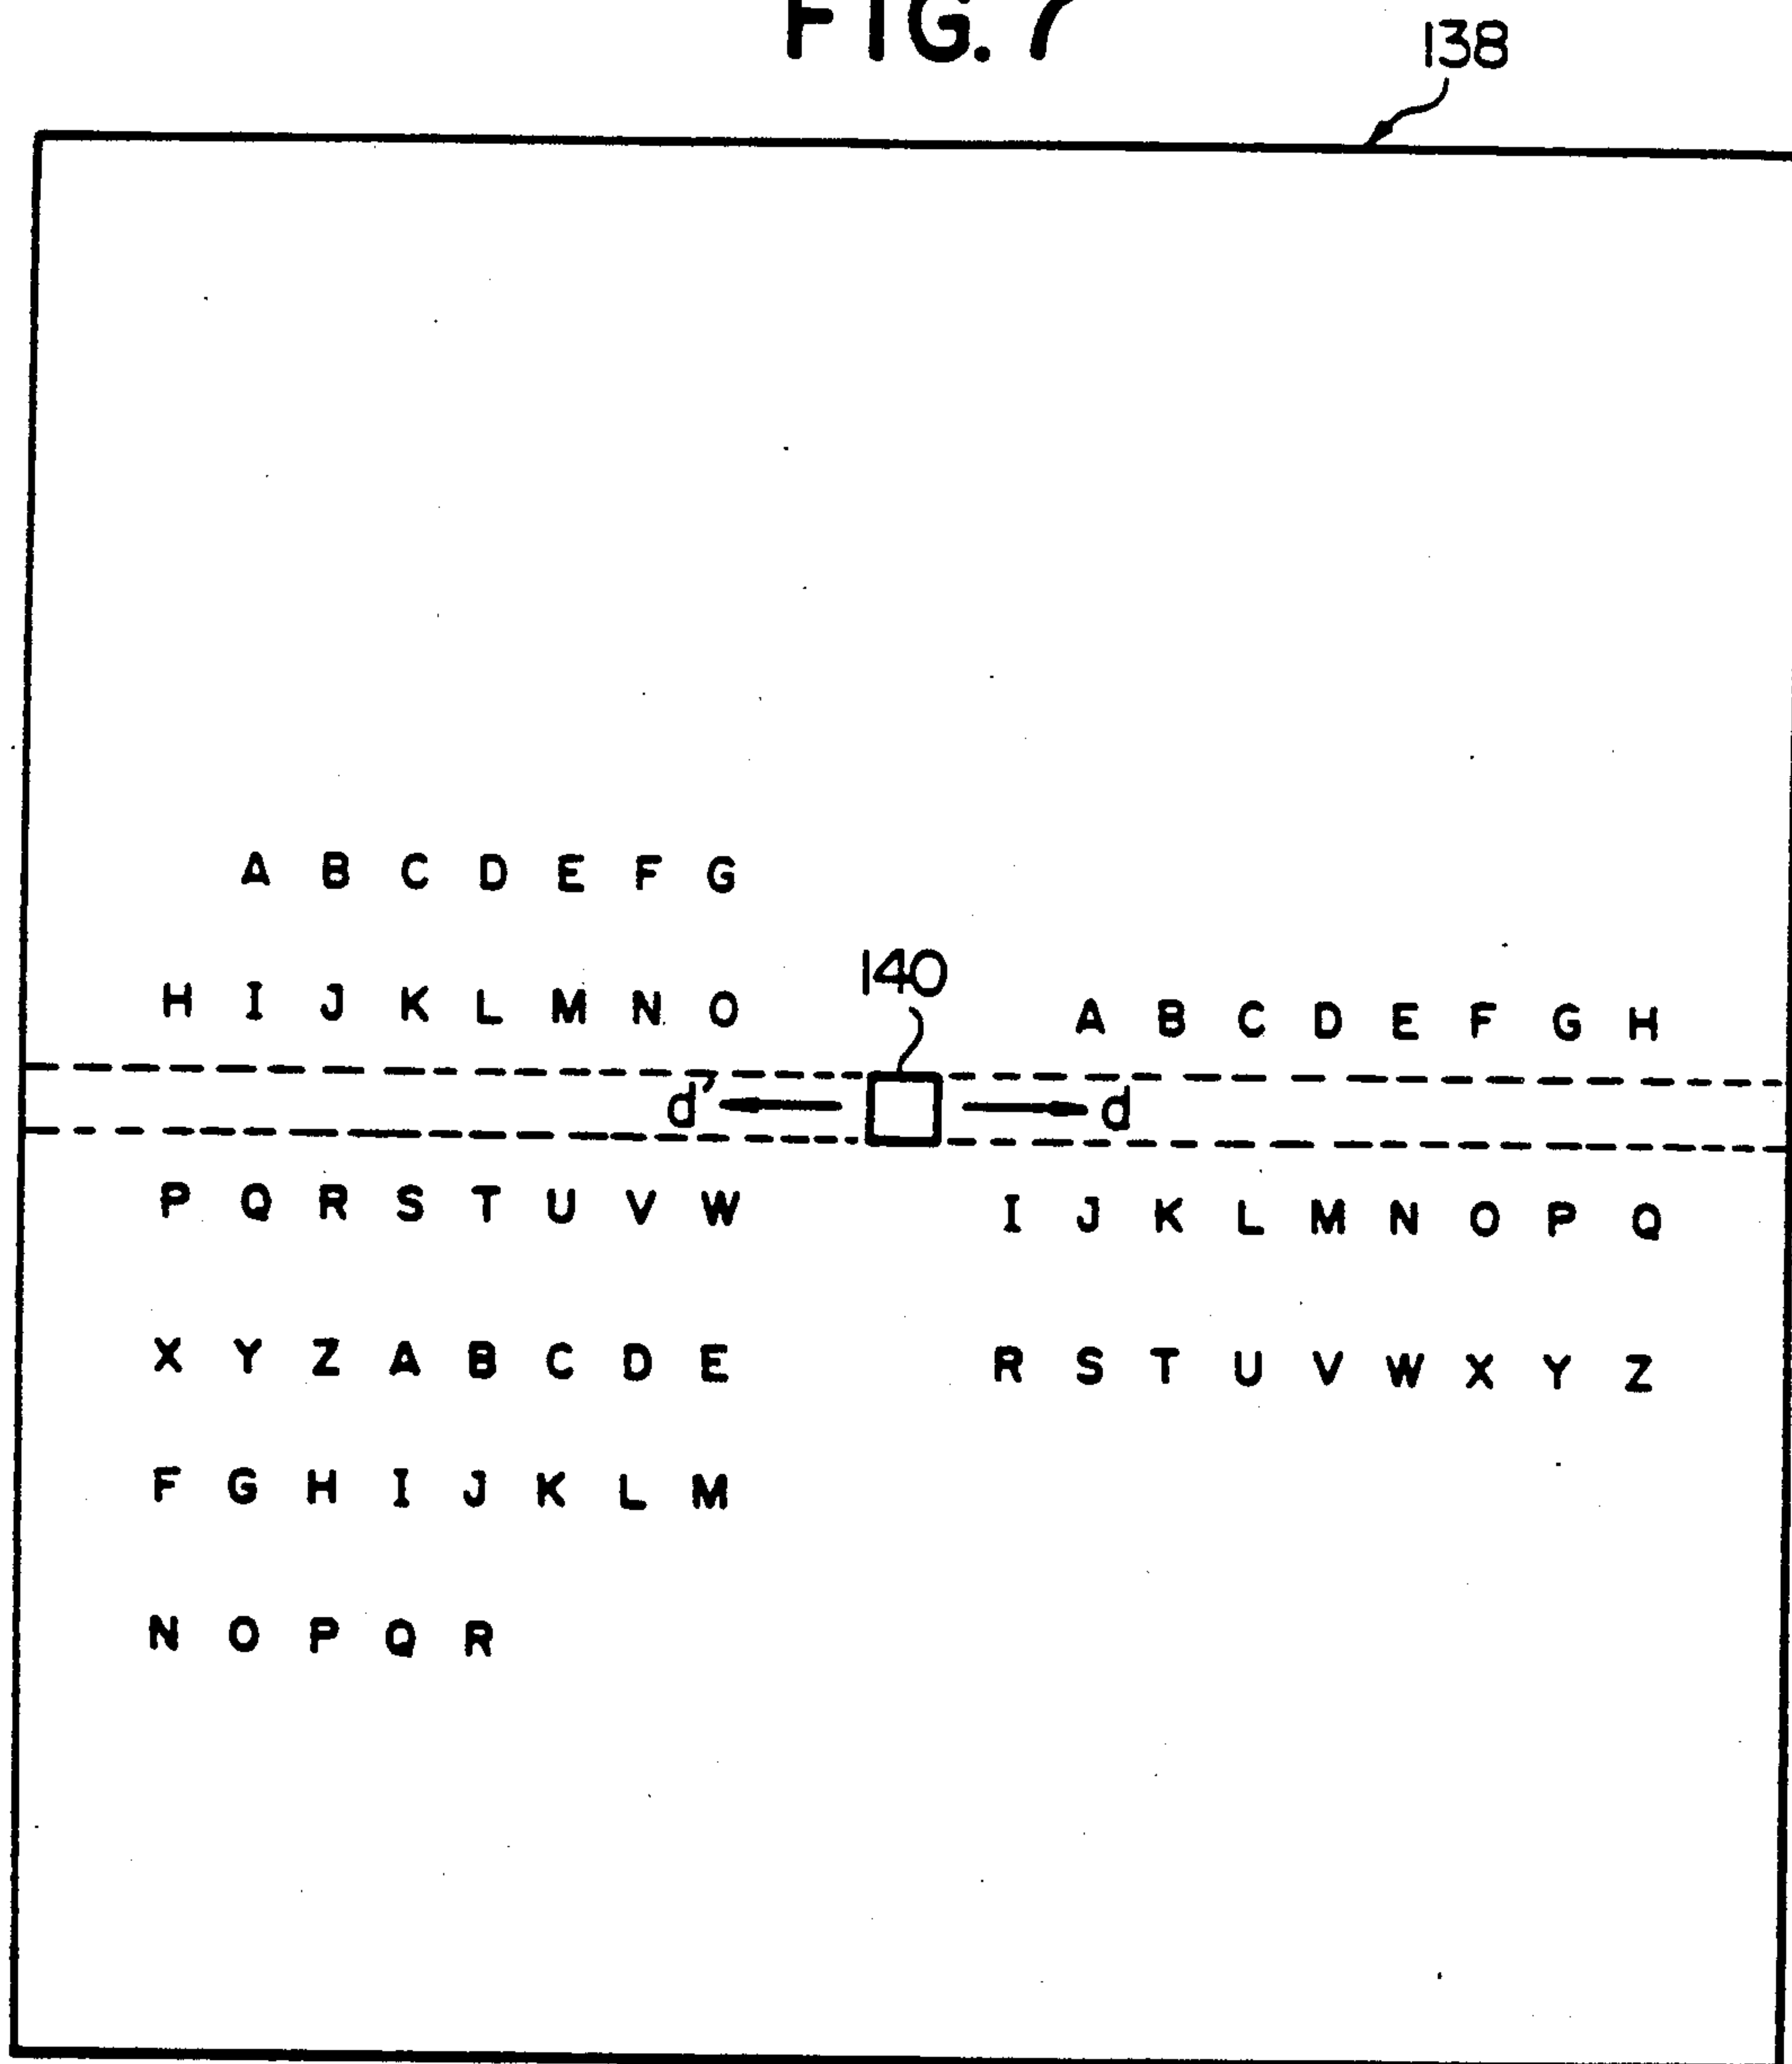 FIG. 7
138
A B C D E F G
H I J K L M N O
140
A B C D E F G H
d' d
P Q R S T U V W
I J K L M N O P Q
X Y Z A B C D E
R S T U V W X Y Z
F G H I J K L M
N O P Q R